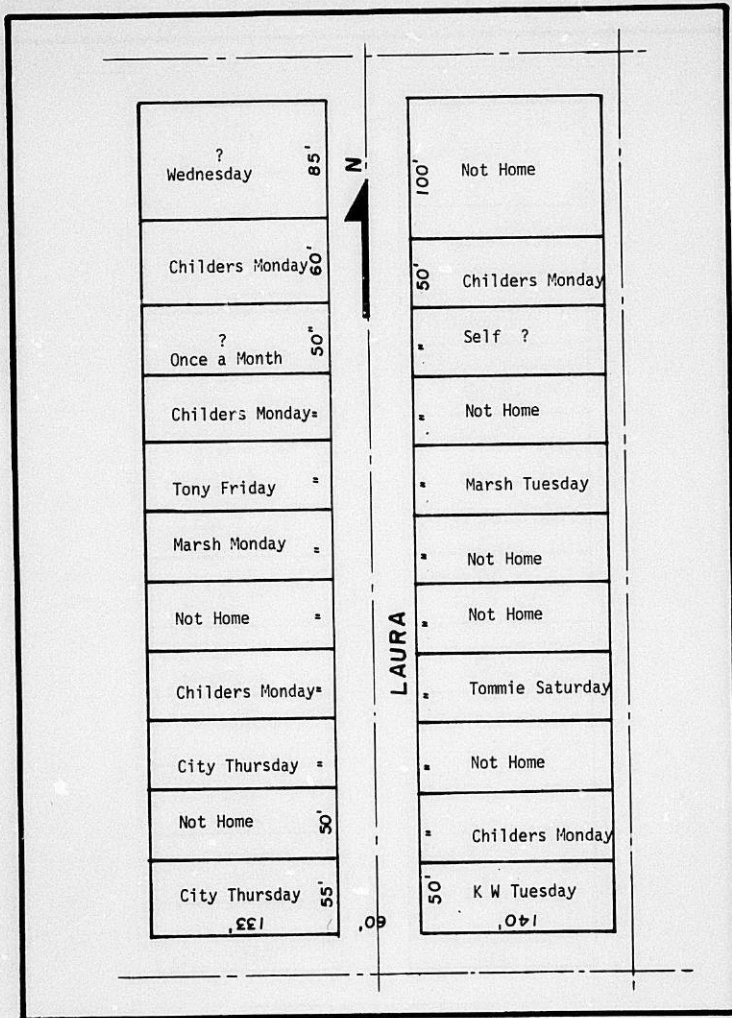 ?
Wednesday
85'
Childers Monday
60'
?
Once a Month
50"
Childers Monday "
Tony Friday "
Marsh Monday "
Not Home "
Childers Monday "
City Thursday "
Not Home
50'
City Thursday
55'
133'
N
LAURA
60'
100'
Not Home
50'
Childers Monday
" Self ?
" Not Home
" Marsh Tuesday
" Not Home
" Not Home
" Tommie Saturday
" Not Home
" Childers Monday
50'
K W Tuesday
140'